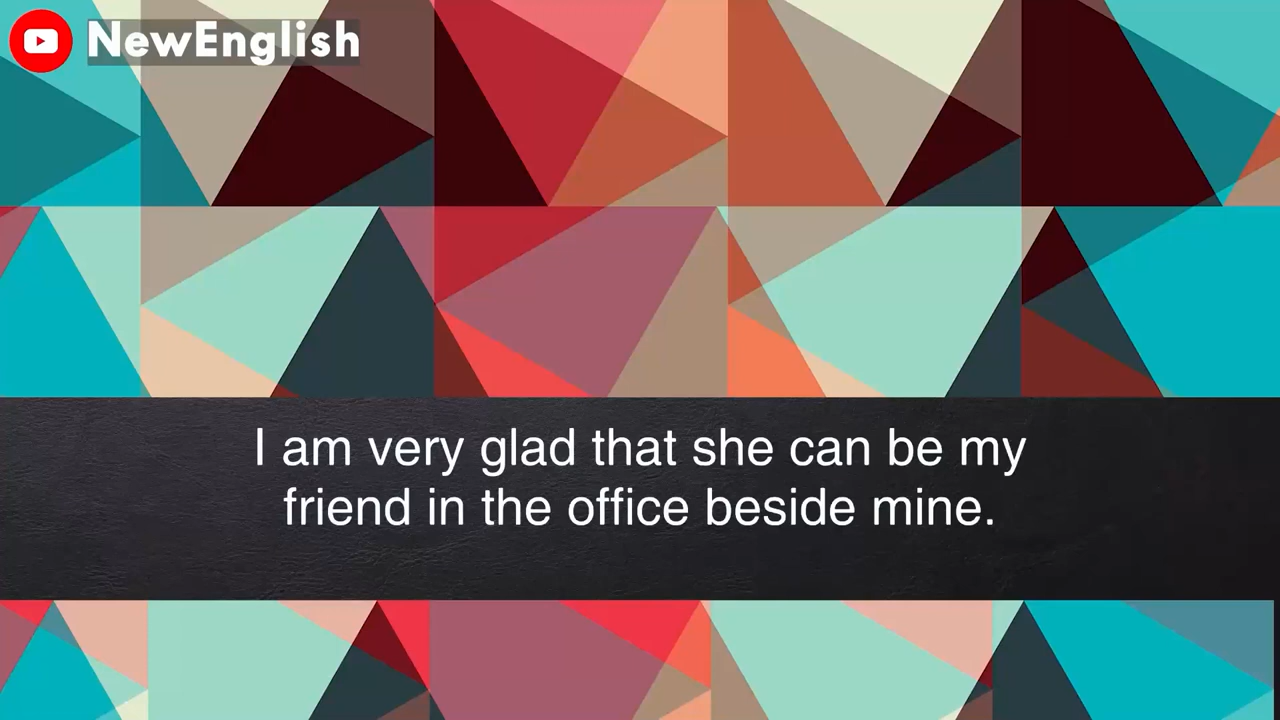 NewEnglish
I am very glad that she can be my
friend in the office beside mine.